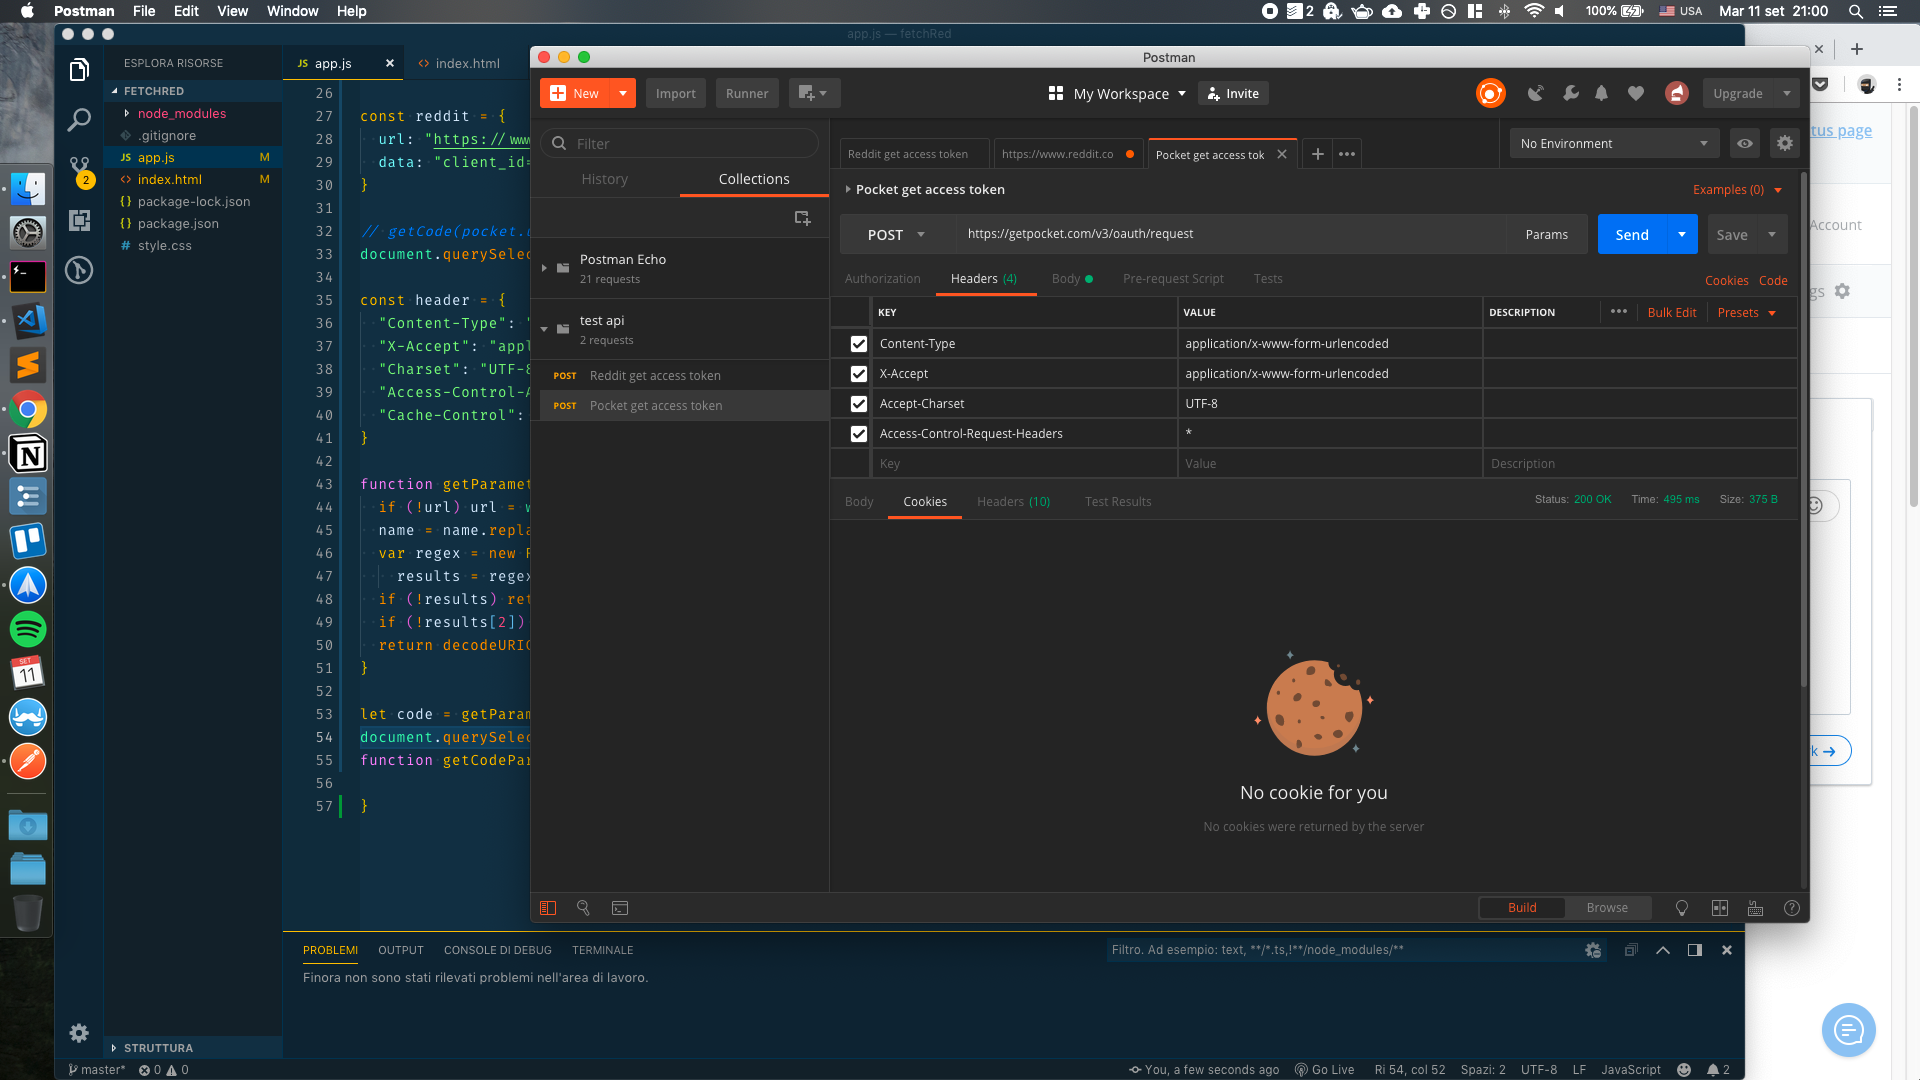 Postman File Edit View Window Help
2 100% USA Mar 11 set 21:00
app.js — fetchRed
Postman
ESPLORA RISORSE
FETCHRED
node_modules
.gitignore
JS app.js M
<> index.html M
{} package-lock.json
{} package.json
# style.css
2
STRUTTURA
JS app.js × <> index.html
26
27 const reddit = {
28 url: "https://www
29 data: "client_id=
30 }
31
32 // getCode(pocket.
33 document.querySelec
34
35 const header = {
36 "Content-Type": "
37 "X-Accept": "appl
38 "Charset": "UTF-8
39 "Access-Control-A
40 "Cache-Control":
41 }
42
43 function getParamet
44 if (!url) url =
45 name = name.repla
46 var regex = new
47 results = regex
48 if (!results) ret
49 if (!results[2])
50 return decodeURIC
51 }
52
53 let code = getParam
54 document.querySelec
55 function getCodePar
56
57 }
New Import Runner
My Workspace Invite Upgrade
Filter
History Collections
Postman Echo
21 requests
test api
2 requests
POST Reddit get access token
POST Pocket get access token
Reddit get access token https://www.reddit.co Pocket get access tok
No Environment
Pocket get access token Examples (0)
POST https://getpocket.com/v3/oauth/request Params Send Save
Authorization Headers (4) Body Pre-request Script Tests Cookies Code
KEY VALUE DESCRIPTION ••• Bulk Edit Presets
Content-Type application/x-www-form-urlencoded
X-Accept application/x-www-form-urlencoded
Accept-Charset UTF-8
Access-Control-Request-Headers *
Key Value Description
Body Cookies Headers (10) Test Results Status: 200 OK Time: 495 ms Size: 375 B
No cookie for you
No cookies were returned by the server
Build Browse
tus page
Account
gs
k →
SET
11
PROBLEMI OUTPUT CONSOLE DI DEBUG TERMINALE Filtro. Ad esempio: text, **/*.ts,!**/node_modules/**
Finora non sono stati rilevati problemi nell'area di lavoro.
master* 0 0 You, a few seconds ago Go Live Ri 54, col 52 Spazi: 2 UTF-8 LF JavaScript 2